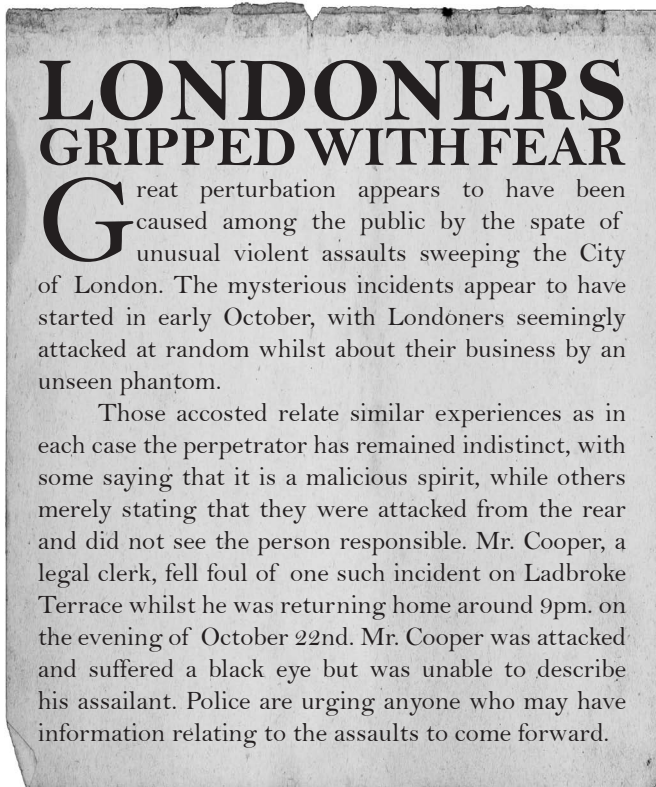 LONDONERS
GRIPPED WITH FEAR
Great perturbation appears to have been
caused among the public by the spate of
unusual violent assaults sweeping the City
of London. The mysterious incidents appear to have
started in early October, with Londoners seemingly
attacked at random whilst about their business by an
unseen phantom.
Those accosted relate similar experiences as in
each case the perpetrator has remained indistinct, with
some saying that it is a malicious spirit, while others
merely stating that they were attacked from the rear
and did not see the person responsible. Mr. Cooper, a
legal clerk, fell foul of one such incident on Ladbroke
Terrace whilst he was returning home around 9pm. on
the evening of October 22nd. Mr. Cooper was attacked
and suffered a black eye but was unable to describe
his assailant. Police are urging anyone who may have
information relating to the assaults to come forward.